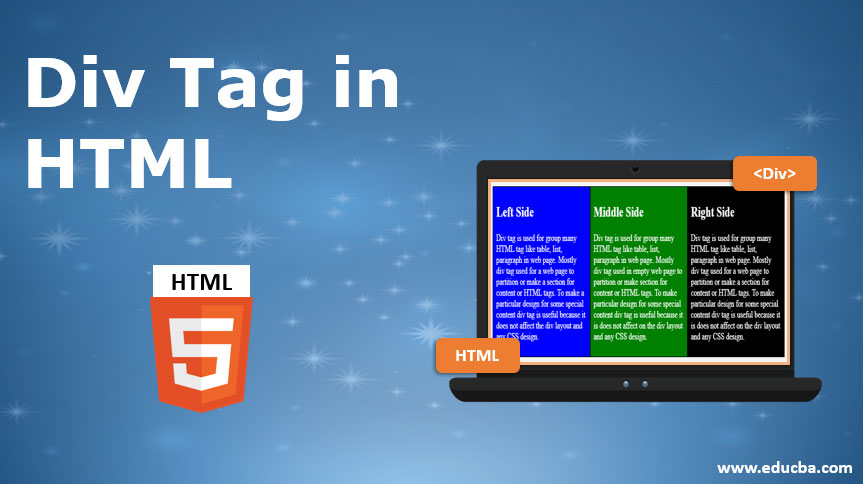 Div Tag in
HTML
HTML
5
<Div>
Left Side
Div tag is used for group many
HTML tag like table, list,
paragraph in web page. Mostly
div tag used for a web page to
partition or make a section for
content or HTML tags. To make a
particular design for some special
content div tag is useful because it
is does not affect the div layout and
any CSS design.
Middle Side
Div tag is used for group many
HTML tag like table, list,
paragraph in web page. Mostly
div tag used in empty web page to
partition or make a section for
content or HTML tags. To make
particular design for some special
content div tag is useful because it
is does not affect on the div layout
and any CSS design.
Right Side
Div tag is used for group many
HTML tag like table, list,
paragraph in web page. Mostly
div tag used for a web page to
partition or make a section for
content or HTML tags. To make a
particular design for some special
content div tag is useful because it
is does not affect on the div layout
and any CSS design.
HTML
www.educba.com